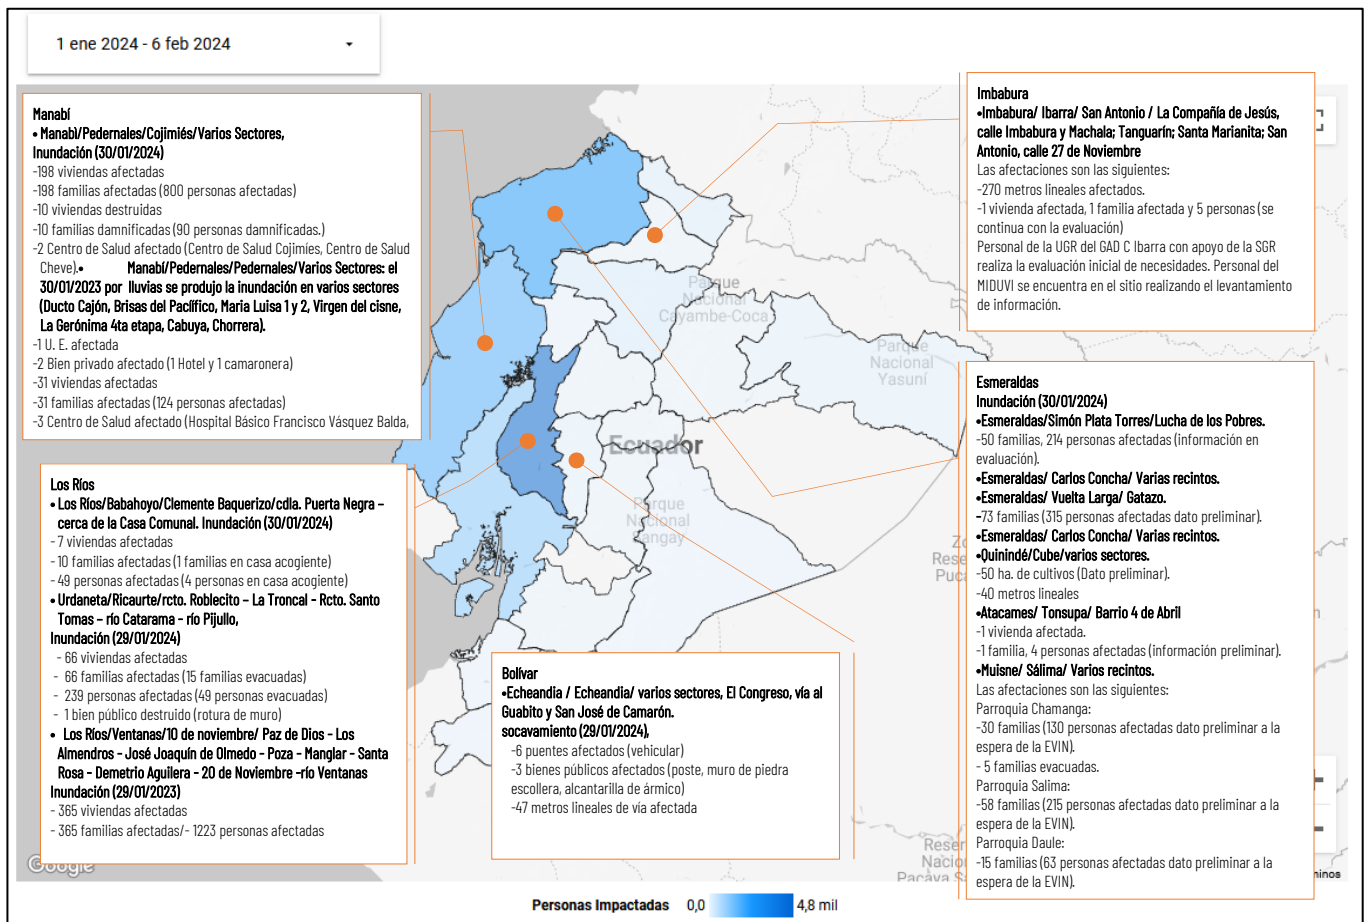 1 ene 2024 - 6 feb 2024
Manabí
• Manabí/Pedernales/Cojimiés/Varios Sectores,
Inundación (30/01/2024)
-198 viviendas afectadas
-198 familias afectadas (800 personas afectadas)
-10 viviendas destruidas
-10 familias damnificadas (90 personas damnificadas.)
-2 Centro de Salud afectado (Centro de Salud Cojimíes, Centro de Salud
Cheve).• Manabí/Pedernales/Pedernales/Varios Sectores: el
30/01/2023 por lluvias se produjo la inundación en varios sectores
(Ducto Cajón, Brisas del Pacífifico, Maria Luisa 1 y 2, Virgen del cisne,
La Gerónima 4ta etapa, Cabuya, Chorrera).
-1 U. E. afectada
-2 Bien privado afectado (1 Hotel y 1 camaronera)
-31 viviendas afectadas
-31 familias afectadas (124 personas afectadas)
-3 Centro de Salud afectado (Hospital Básico Francisco Vásquez Balda,
Los Ríos
• Los Ríos/Babahoyo/Clemente Baquerizo/cdla. Puerta Negra –
cerca de la Casa Comunal. Inundación (30/01/2024)
- 7 viviendas afectadas
- 10 familias afectadas (1 familias en casa acogiente)
- 49 personas afectadas (4 personas en casa acogiente)
• Urdaneta/Ricaurte/rcto. Roblecito – La Troncal - Rcto. Santo
Tomas – río Catarama - río Pijullo,
Inundación (29/01/2024)
- 66 viviendas afectadas
- 66 familias afectadas (15 familias evacuadas)
- 239 personas afectadas (49 personas evacuadas)
- 1 bien público destruido (rotura de muro)
• Los Ríos/Ventanas/10 de noviembre/ Paz de Dios - Los
Almendros - José Joaquín de Olmedo - Poza - Manglar - Santa
Rosa - Demetrio Aguilera - 20 de Noviembre -río Ventanas
Inundación (29/01/2023)
- 365 viviendas afectadas
- 365 familias afectadas/- 1223 personas afectadas
Bolívar
•Echeandia / Echeandia/ varios sectores, El Congreso, vía al
Guabito y San José de Camarón.
socavamiento (29/01/2024),
-6 puentes afectados (vehicular)
-3 bienes públicos afectados (poste, muro de piedra
escollera, alcantarilla de ármico)
-47 metros lineales de vía afectada
Imbabura
•Imbabura/ Ibarra/ San Antonio / La Compañía de Jesús,
calle Imbabura y Machala; Tanguarín; Santa Marianita; San
Antonio, calle 27 de Noviembre
Las afectaciones son las siguientes:
-270 metros lineales afectados.
-1 vivienda afectada, 1 familia afectada y 5 personas (se
continua con la evaluación)
Personal de la UGR del GAD C Ibarra con apoyo de la SGR
realiza la evaluación inicial de necesidades. Personal del
MIDUVI se encuentra en el sitio realizando el levantamiento
de información.
Esmeraldas
Inundación (30/01/2024)
•Esmeraldas/Simón Plata Torres/Lucha de los Pobres.
-50 familias, 214 personas afectadas (información en
evaluación).
•Esmeraldas/ Carlos Concha/ Varias recintos.
•Esmeraldas/ Vuelta Larga/ Gatazo.
-73 familias (315 personas afectadas dato preliminar).
•Esmeraldas/ Carlos Concha/ Varias recintos.
•Quinindé/Cube/varios sectores.
-50 ha. de cultivos (Dato preliminar).
-40 metros lineales
•Atacames/ Tonsupa/ Barrio 4 de Abril
-1 vivienda afectada.
-1 familia, 4 personas afectadas (información preliminar).
•Muisne/ Sálima/ Varios recintos.
Las afectaciones son las siguientes:
Parroquia Chamanga:
-30 familias (130 personas afectadas dato preliminar a la
espera de la EVIN).
- 5 familias evacuadas.
Parroquia Salima:
-58 familias (215 personas afectadas dato preliminar a la
espera de la EVIN).
Parroquia Daule:
-15 familias (63 personas afectadas dato preliminar a la
espera de la EVIN).
Parque
Nacional
Cayambe-Coca
Parque
Nacional
Yasuní
Ecuador
Parque
Nacional
Sangay
Google
Personas Impactadas 0,0 4,8 mil